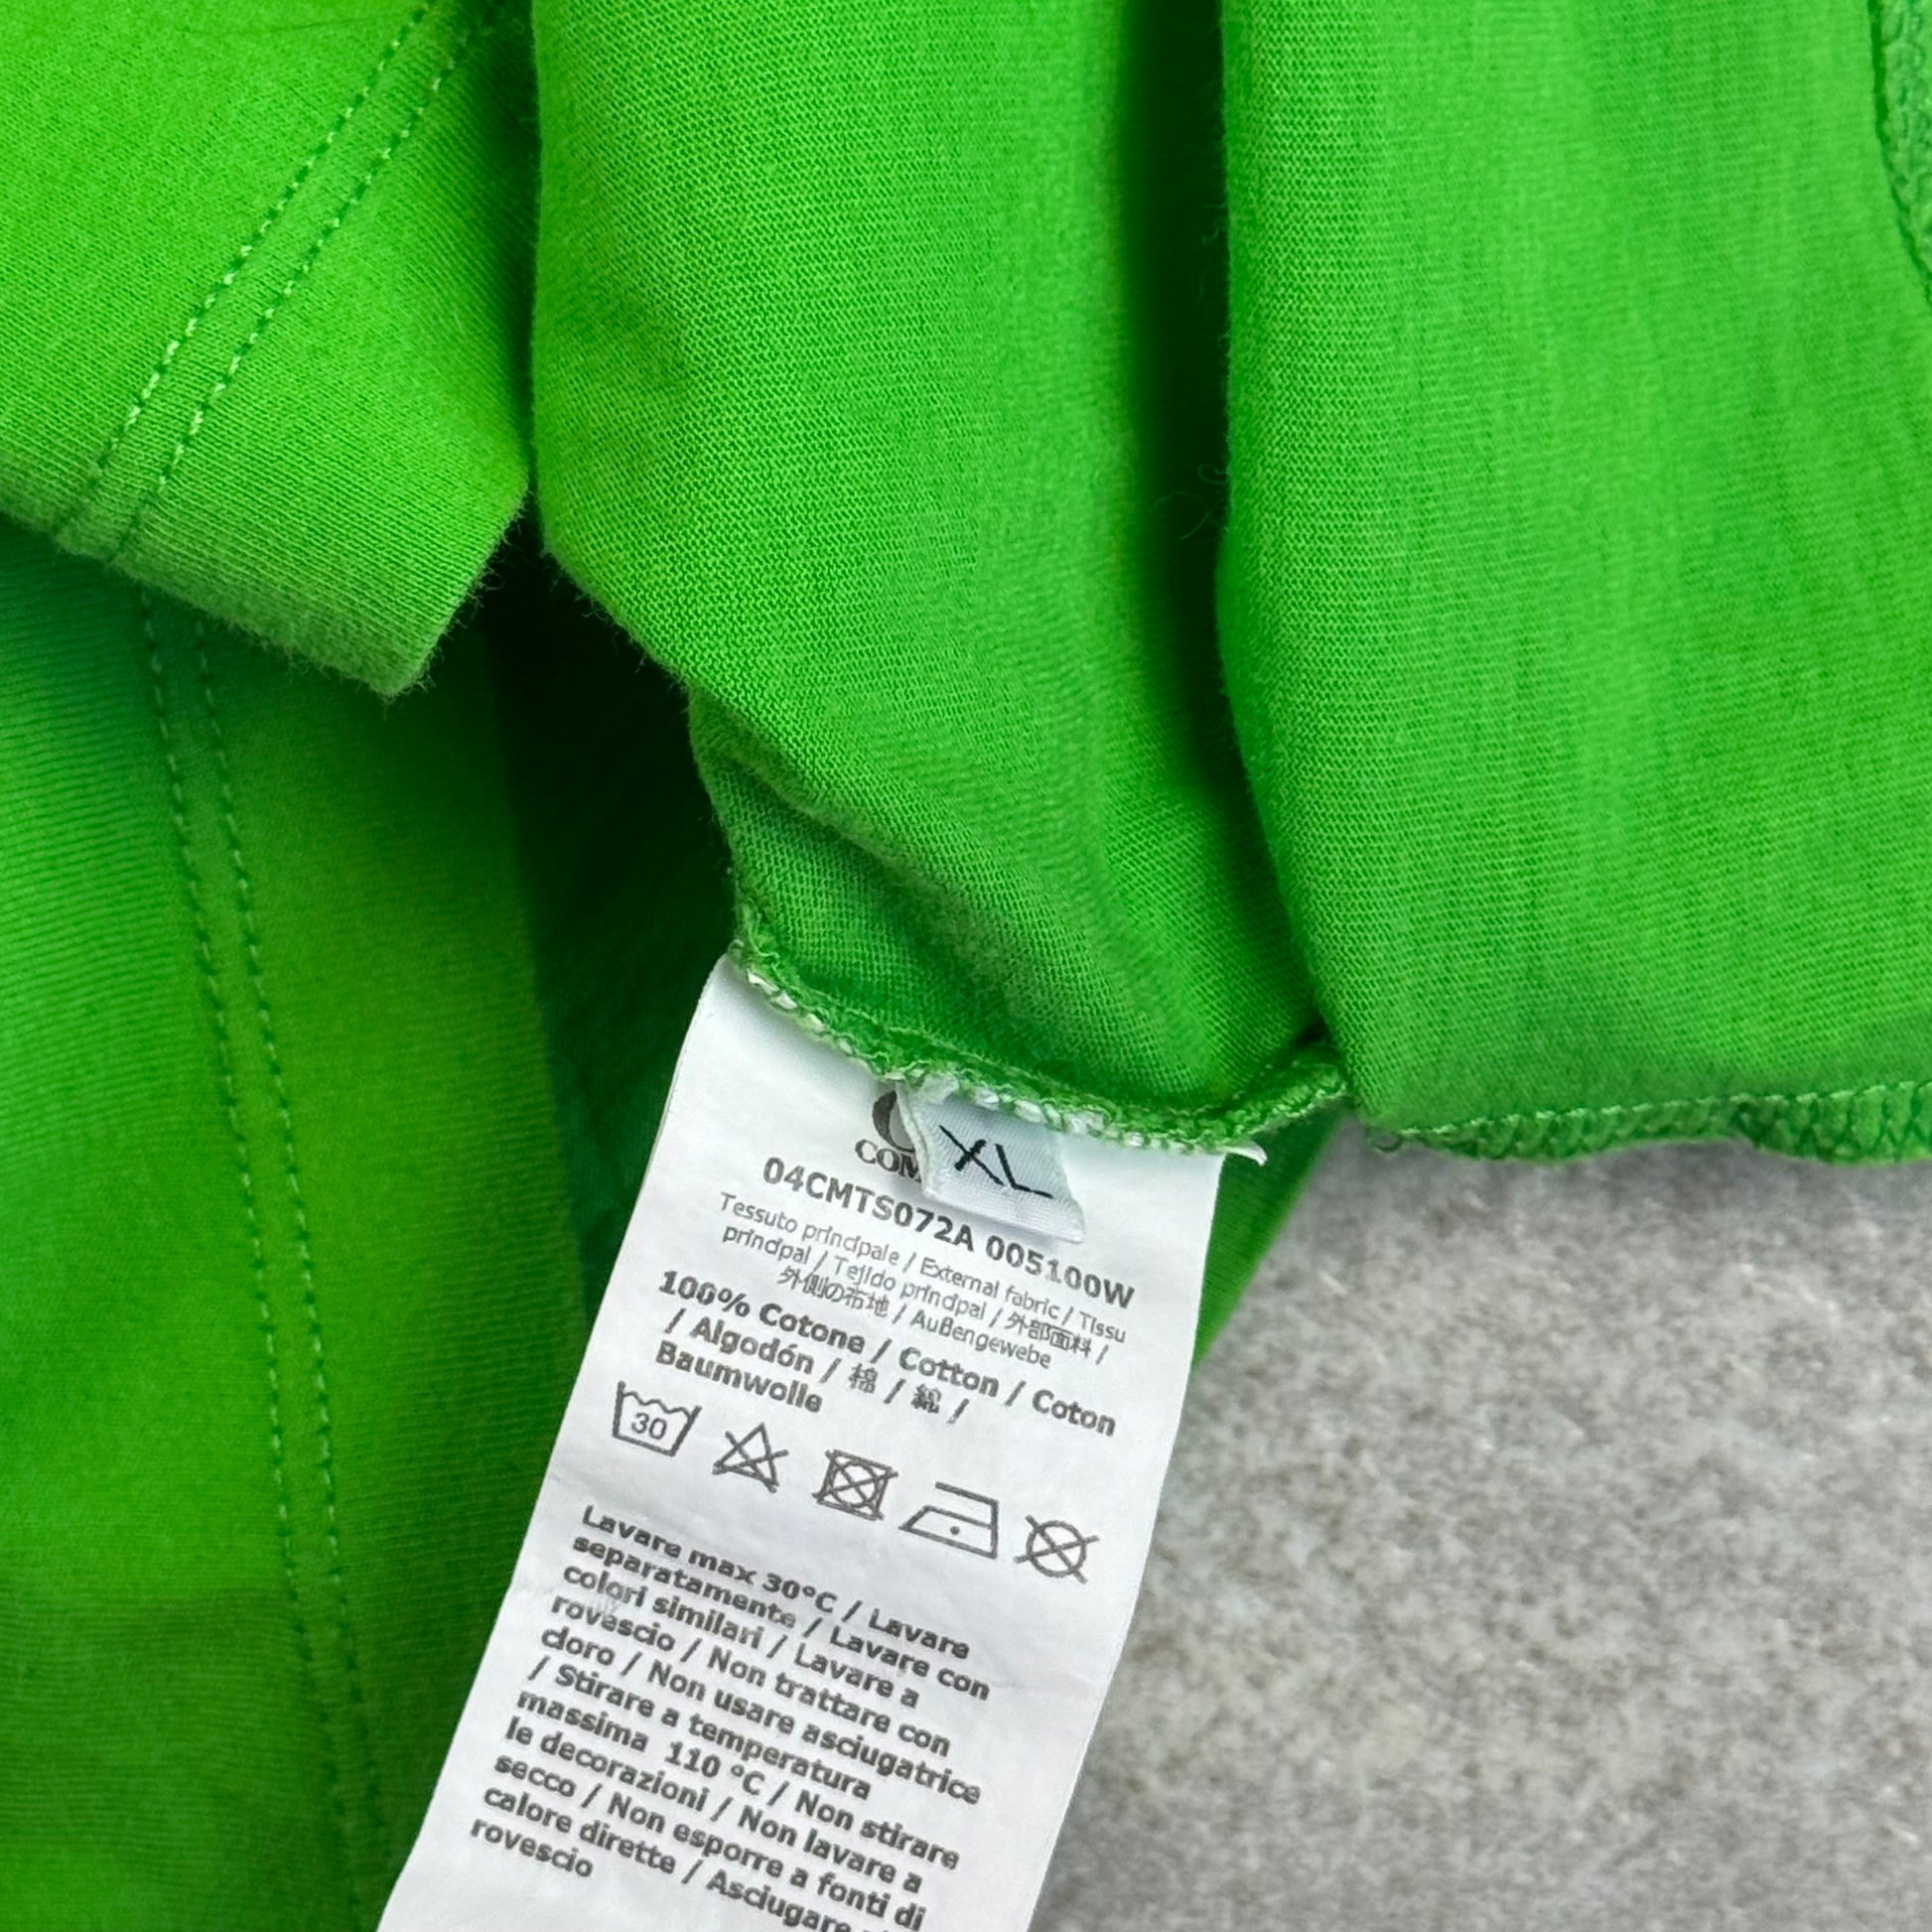 XL
COM
04CMTS072A 005100W
Tessuto principale / External fabric / Tissu
principal / Tejido principal / 外部面料 /
外側の布地 / Außengewebe
100% Cotone / Cotton / Coton
/ Algodón / 棉 / 綿 /
Baumwolle
30
Lavare max 30°C / Lavare
separatamente / Lavare con
colori similari / Lavare a
rovescio / Non trattare con
cloro / Non usare asciugatrice
/ Stirare a temperatura
massima 110 °C / Non stirare
le decorazioni / Non lavare a
secco / Non esporre a fonti di
calore dirette / Asciugare
rovescio